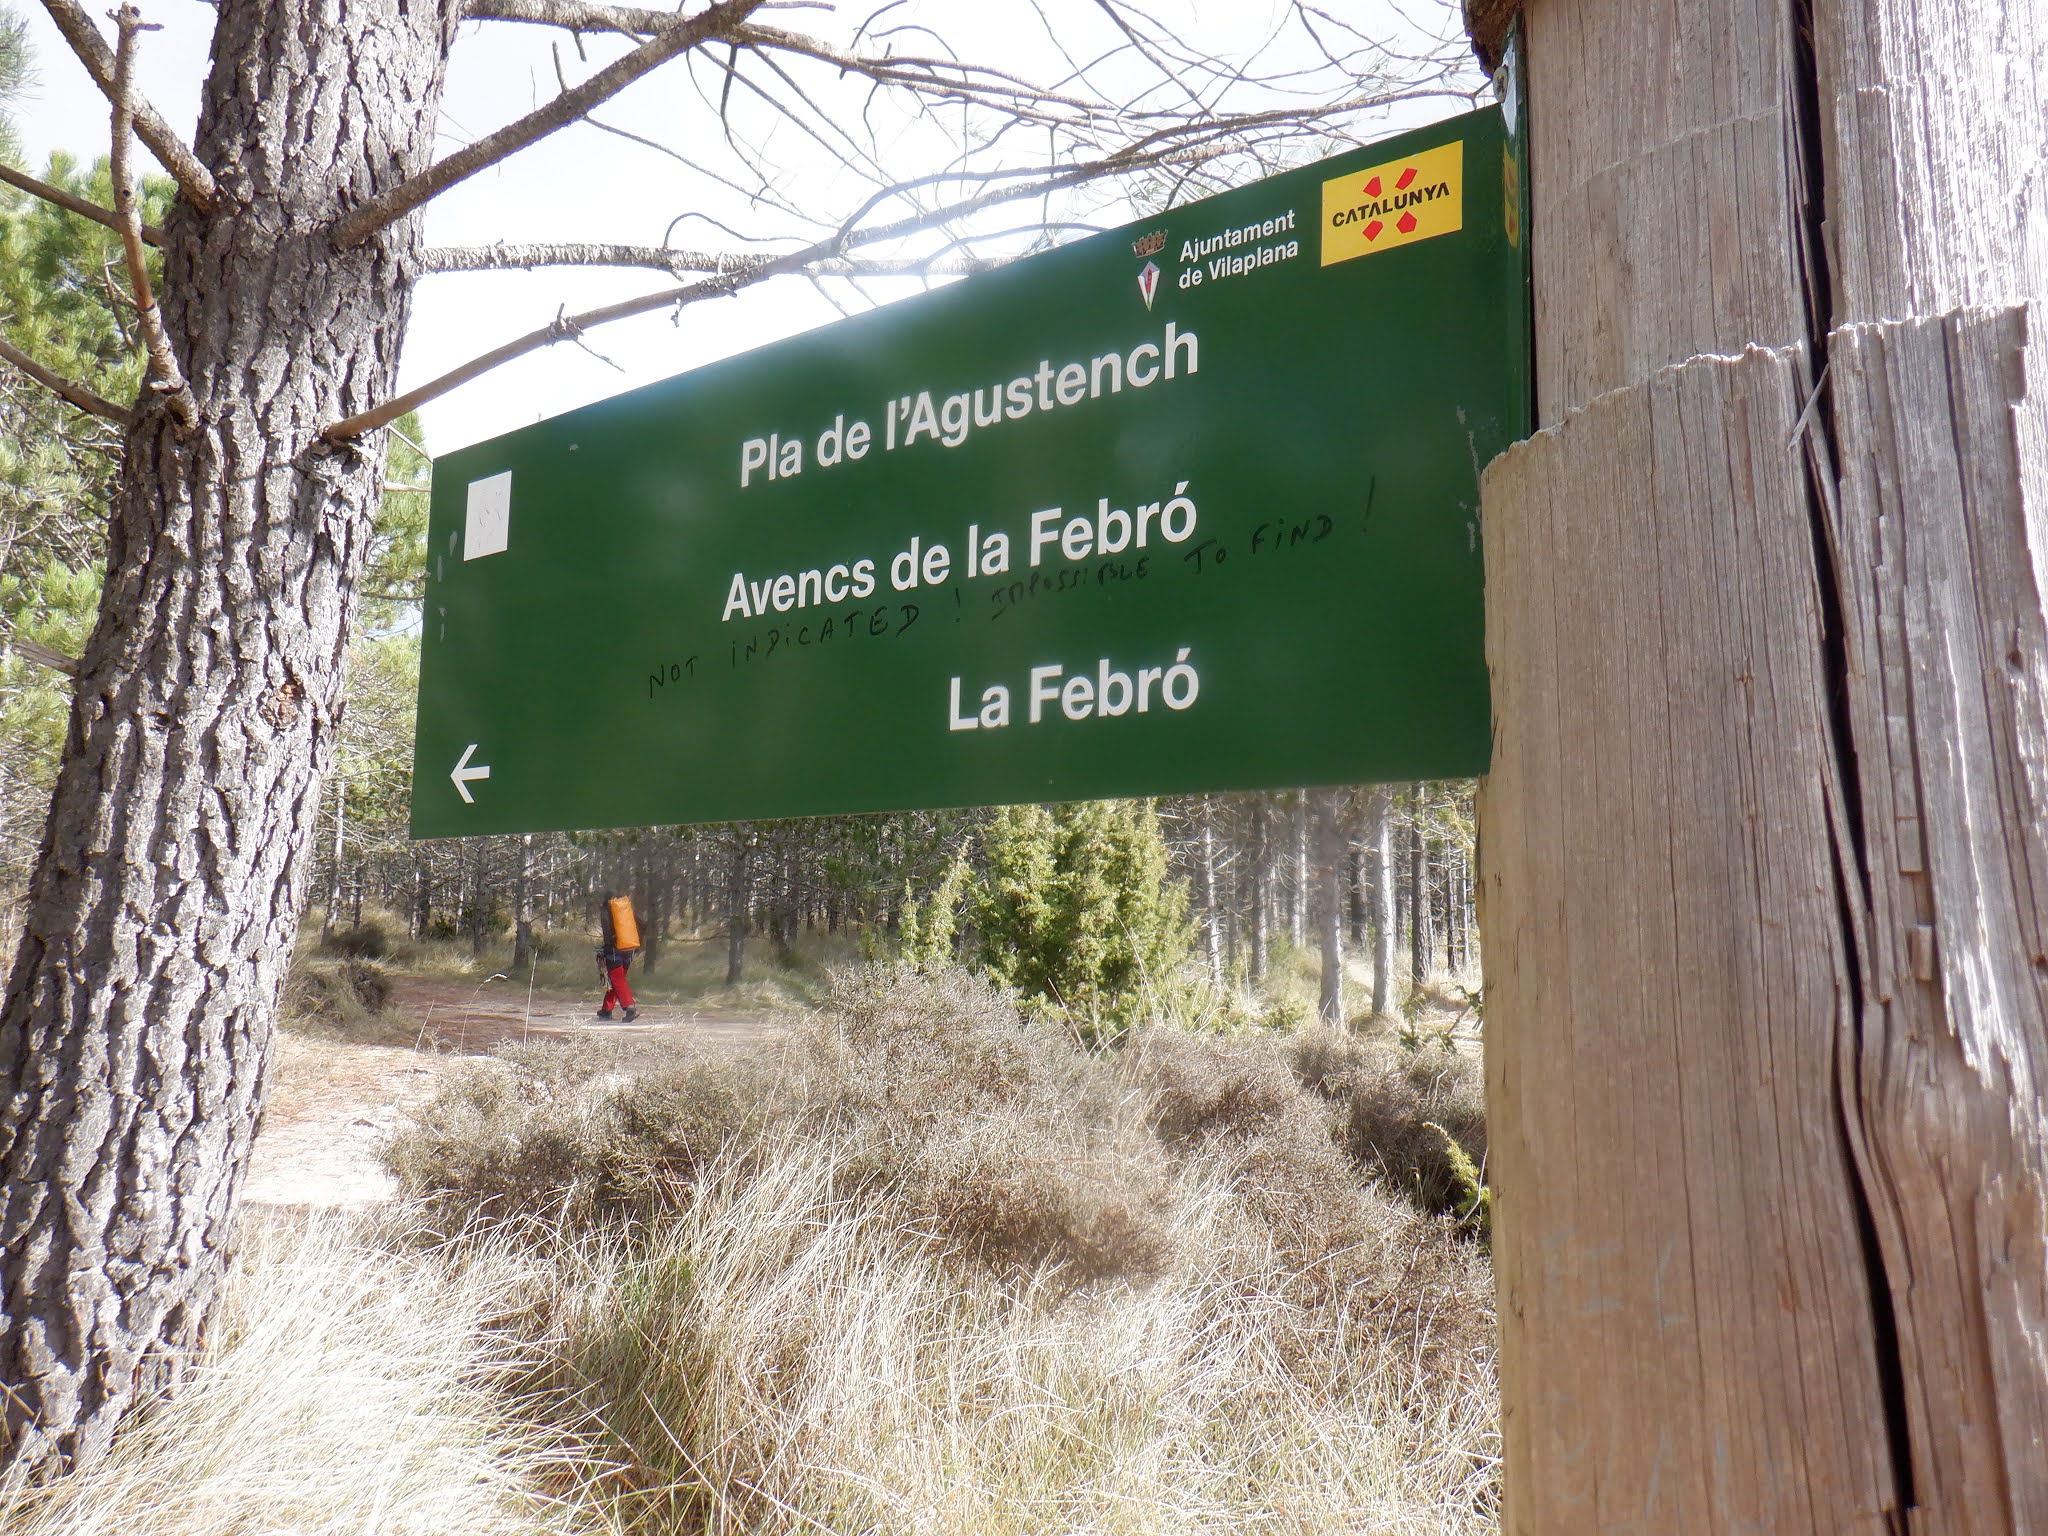 Ajuntament
de Vilaplana
CATALUNYA
Pla de l'Agustench
Avencs de la Febró
NOT iNDiCATED ! IMPOSSiBLE TO FiND !
La Febró